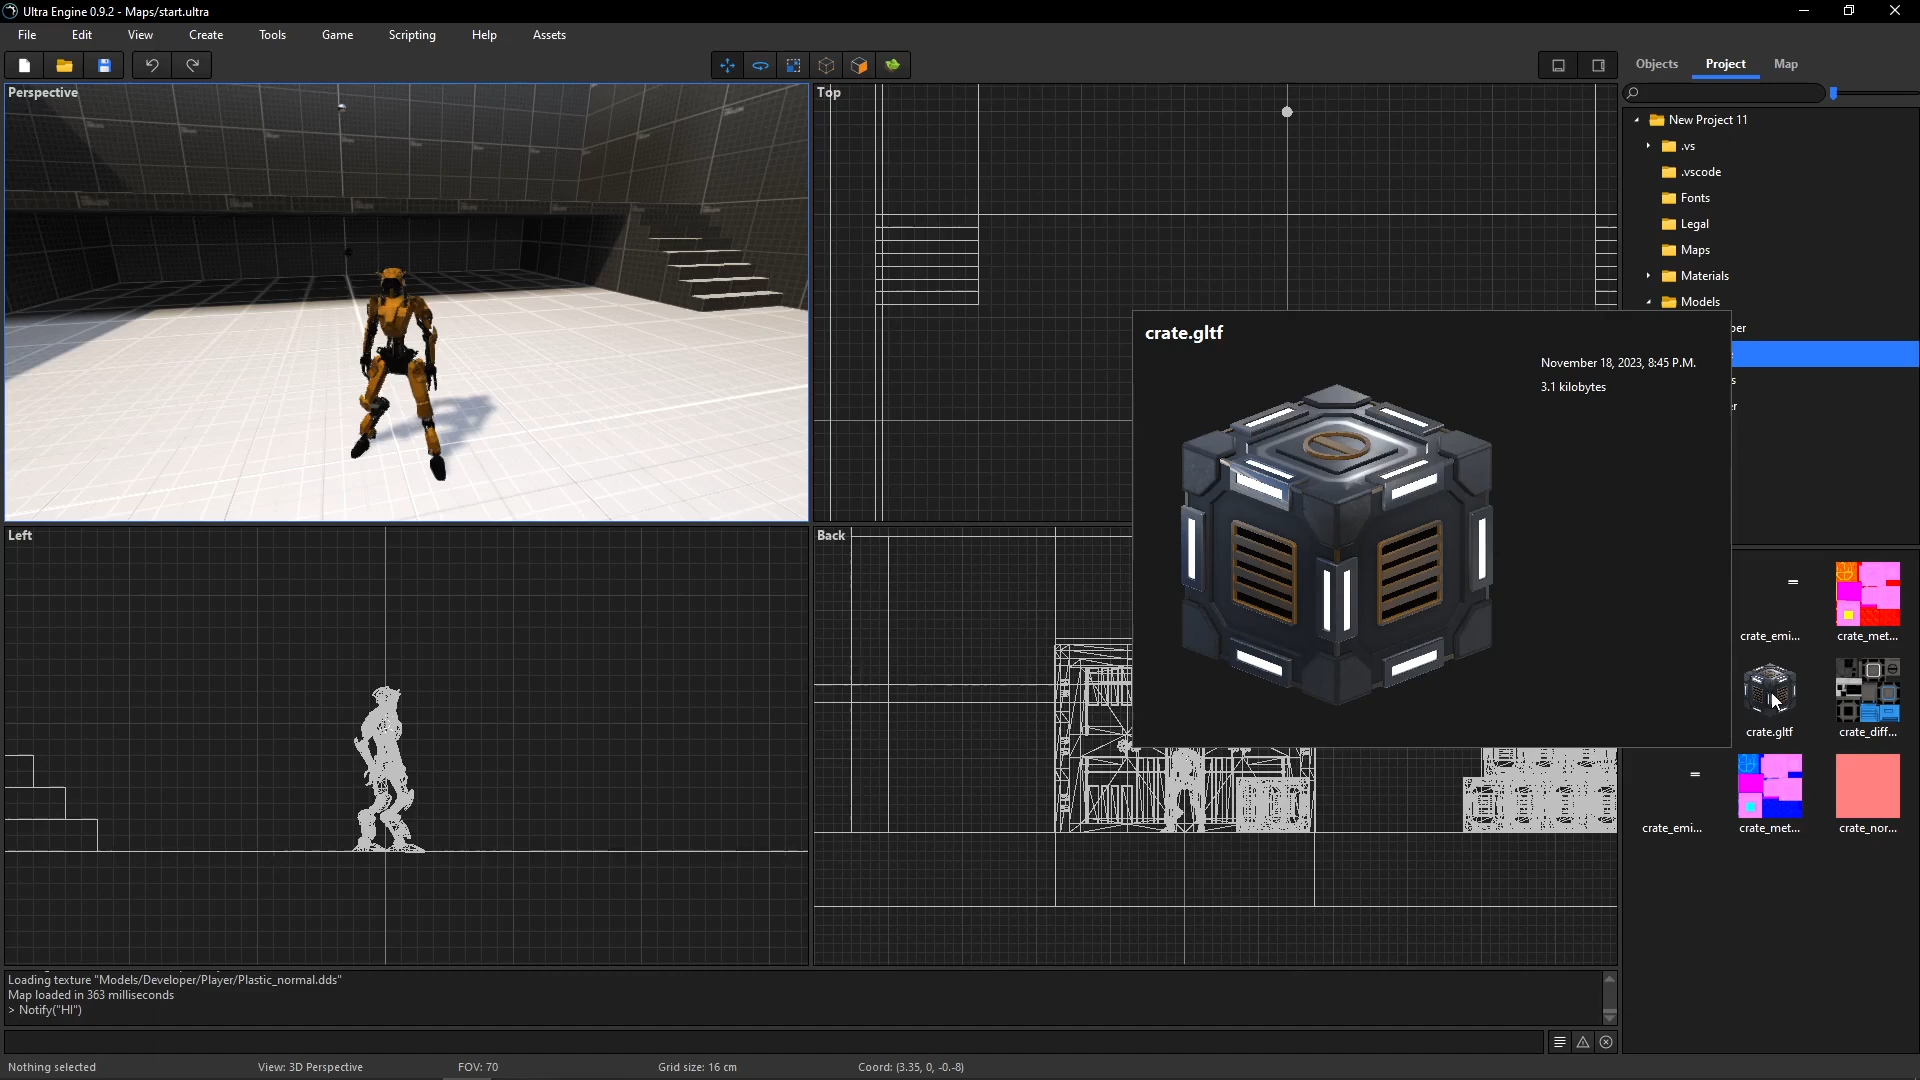 Ultra Engine 0.9.2 - Maps/start.ultra
File
Edit
View
Create
Tools
Game
Scripting
Help
Assets
Objects
Project
Map
Perspective
Top
New Project 11
.vs
.vscode
Fonts
Legal
Maps
Materials
Models
crate.gltf
November 18, 2023, 8:45 P.M.
3.1 kilobytes
Left
Back
crate_emi...
crate_met...
crate.gltf
crate_diff...
crate_emi...
crate_met...
crate_nor...
Loading texture "Models/Developer/Player/Plastic_normal.dds"
Map loaded in 363 milliseconds
> Notify("HI")
Nothing selected
View: 3D Perspective
FOV: 70
Grid size: 16 cm
Coord: (3.35, 0, -0.-8)